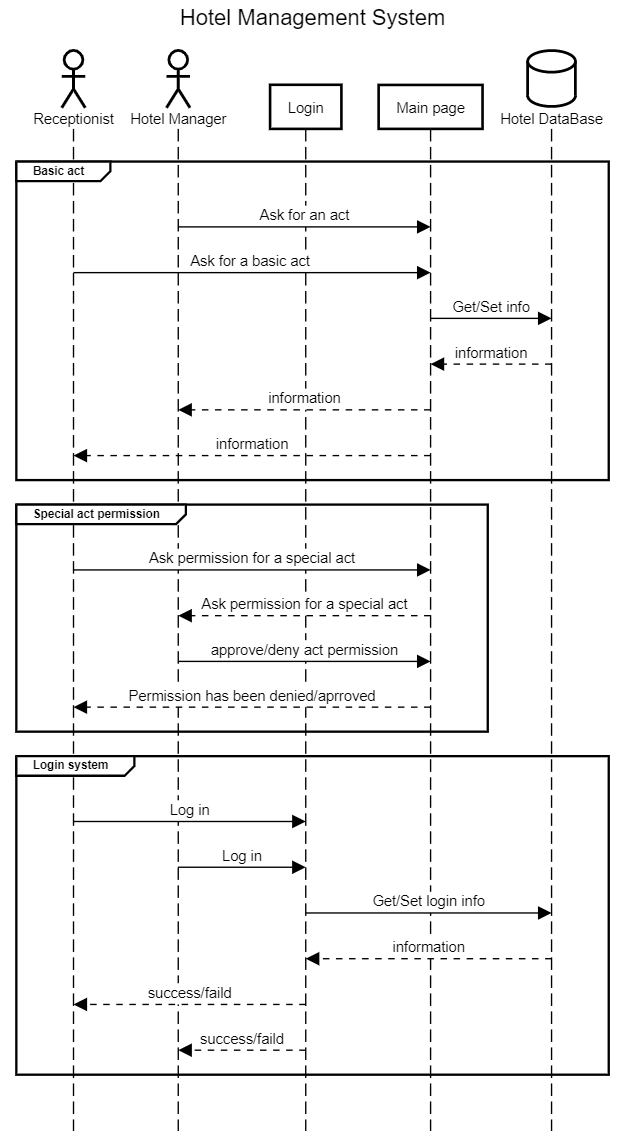 Hotel Management System
Receptionist
Hotel Manager
Login
Main page
Hotel DataBase
Basic act
Ask for an act
Ask for a basic act
Get/Set info
information
information
information
Special act permission
Ask permission for a special act
Ask permission for a special act
approve/deny act permission
Permission has been denied/aprroved
Login system
Log in
Log in
Get/Set login info
information
success/faild
success/faild